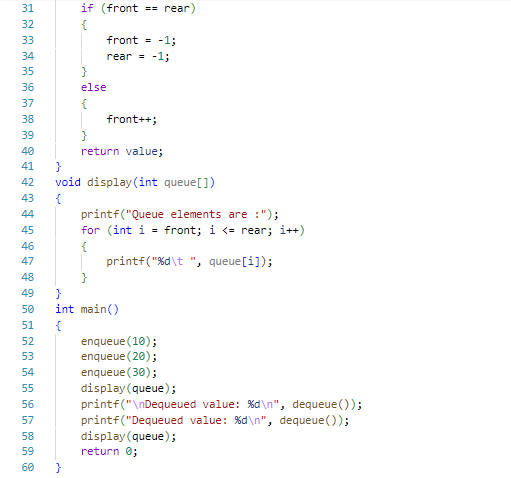 31 if (front == rear)
32 {
33 front = -1;
34 rear = -1;
35 }
36 else
37 {
38 front++;
39 }
40 return value;
41 }
42 void display(int queue[])
43 {
44 printf("Queue elements are :");
45 for (int i = front; i <= rear; i++)
46 {
47 printf("%d\t ", queue[i]);
48 }
49 }
50 int main()
51 {
52 enqueue(10);
53 enqueue(20);
54 enqueue(30);
55 display(queue);
56 printf("\nDequeued value: %d\n", dequeue());
57 printf("Dequeued value: %d\n", dequeue());
58 display(queue);
59 return 0;
60 }